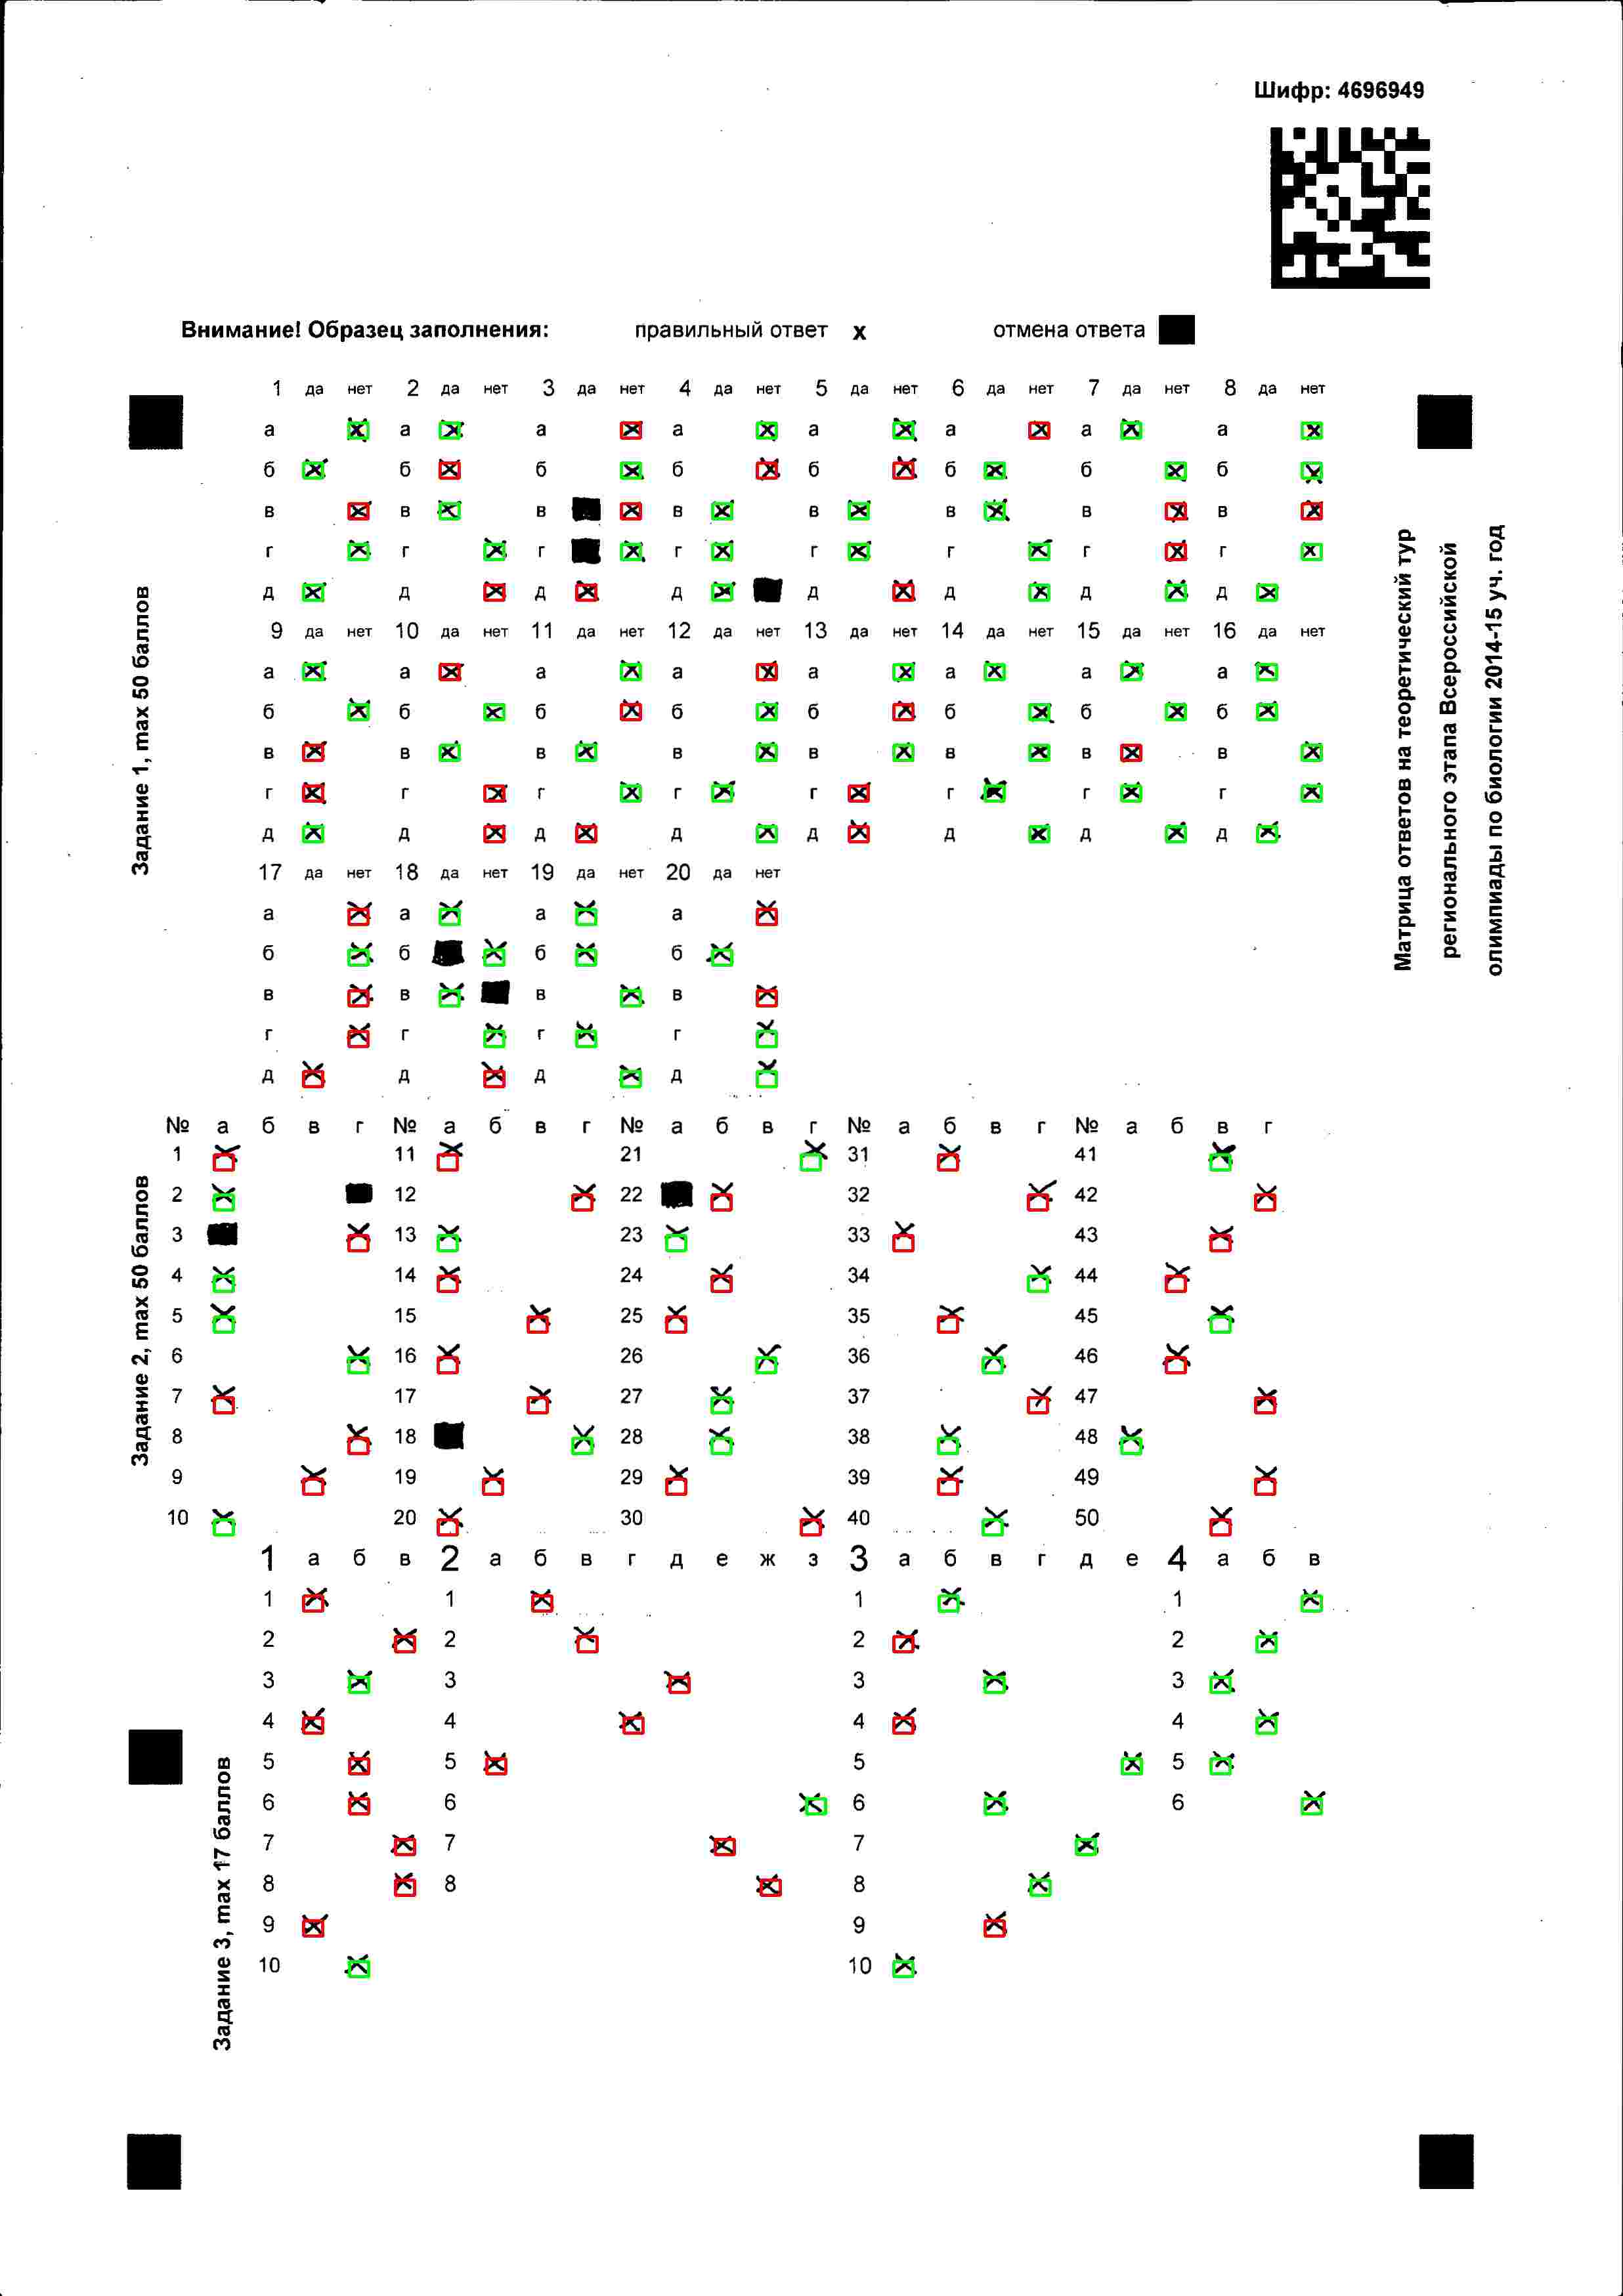 Шифр: 4696949
Внимание! Образец заполнения: правильный ответ x отмена ответа
1 да нет 2 да нет 3 да нет 4 да нет 5 да нет 6 да нет 7 да нет 8 да нет
а а а а а а а а
б б б б б б б б
в в в в в в в в
г г г г г г г г
д д д д д д д д
9 да нет 10 да нет 11 да нет 12 да нет 13 да нет 14 да нет 15 да нет 16 да нет
а а а а а а а а
б б б б б б б б
в в в в в в в в
г г г г г г г г
д д д д д д д д
17 да нет 18 да нет 19 да нет 20 да нет
а а а а
б б б б
в в в в
г г г г
д д д д
Задание 1, max 50 баллов
№ а б в г № а б в г № а б в г № а б в г № а б в г
1 11 21 31 41
2 12 22 32 42
3 13 23 33 43
4 14 24 34 44
5 15 25 35 45
6 16 26 36 46
7 17 27 37 47
8 18 28 38 48
9 19 29 39 49
10 20 30 40 50
Задание 2, max 50 баллов
1 а б в 2 а б в г д е ж з 3 а б в г д е 4 а б в
1 1 1 1
2 2 2 2
3 3 3 3
4 4 4 4
5 5 5 5
6 6 6 6
7 7 7
8 8 8
9 9
10 10
Задание 3, max 17 баллов
Матрица ответов на теоретический тур
регионального этапа Всероссийской
олимпиады по биологии 2014-15 уч. год